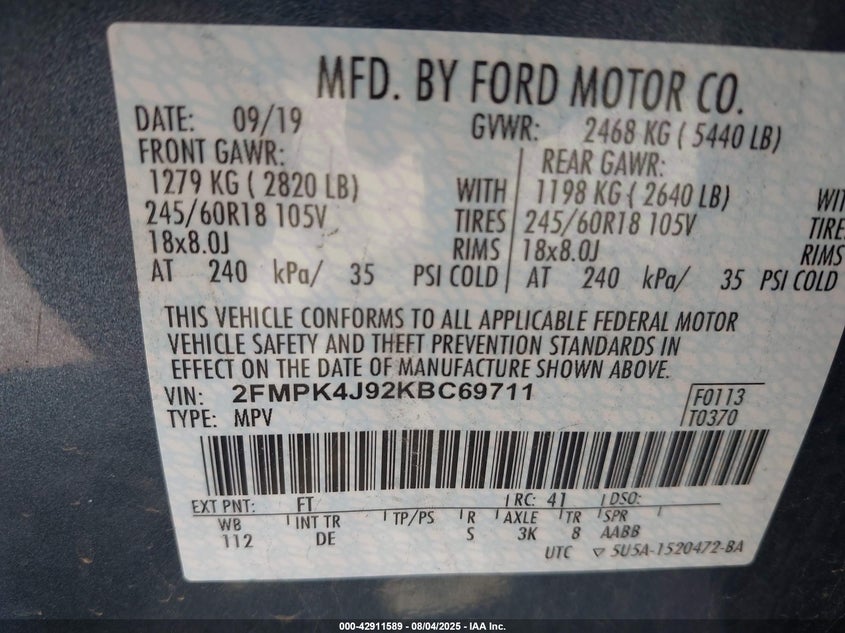 MFD. BY FORD MOTOR CO.
DATE: 09/19 GVWR: 2468 KG ( 5440 LB)
FRONT GAWR: REAR GAWR:
1279 KG ( 2820 LB) WITH 1198 KG ( 2640 LB) WIT
245/60R18 105V TIRES 245/60R18 105V TIRE
18x8.0J RIMS 18x8.0J RIMS
AT 240 kPa/ 35 PSI COLD AT 240 kPa/ 35 PSI COLD
THIS VEHICLE CONFORMS TO ALL APPLICABLE FEDERAL MOTOR
VEHICLE SAFETY AND THEFT PREVENTION STANDARDS IN
EFFECT ON THE DATE OF MANUFACTURE SHOWN ABOVE.
VIN: 2FMPK4J92KBC69711 F0113
TYPE: MPV T0370
EXT PNT: FT RC: 41 DSO:
WB INT TR TP/PS R AXLE TR SPR
112 DE S 3K 8 AABB
UTC ▽ 5U5A-1520472-BA
000-42911589 - 08/04/2025 - IAA Inc.